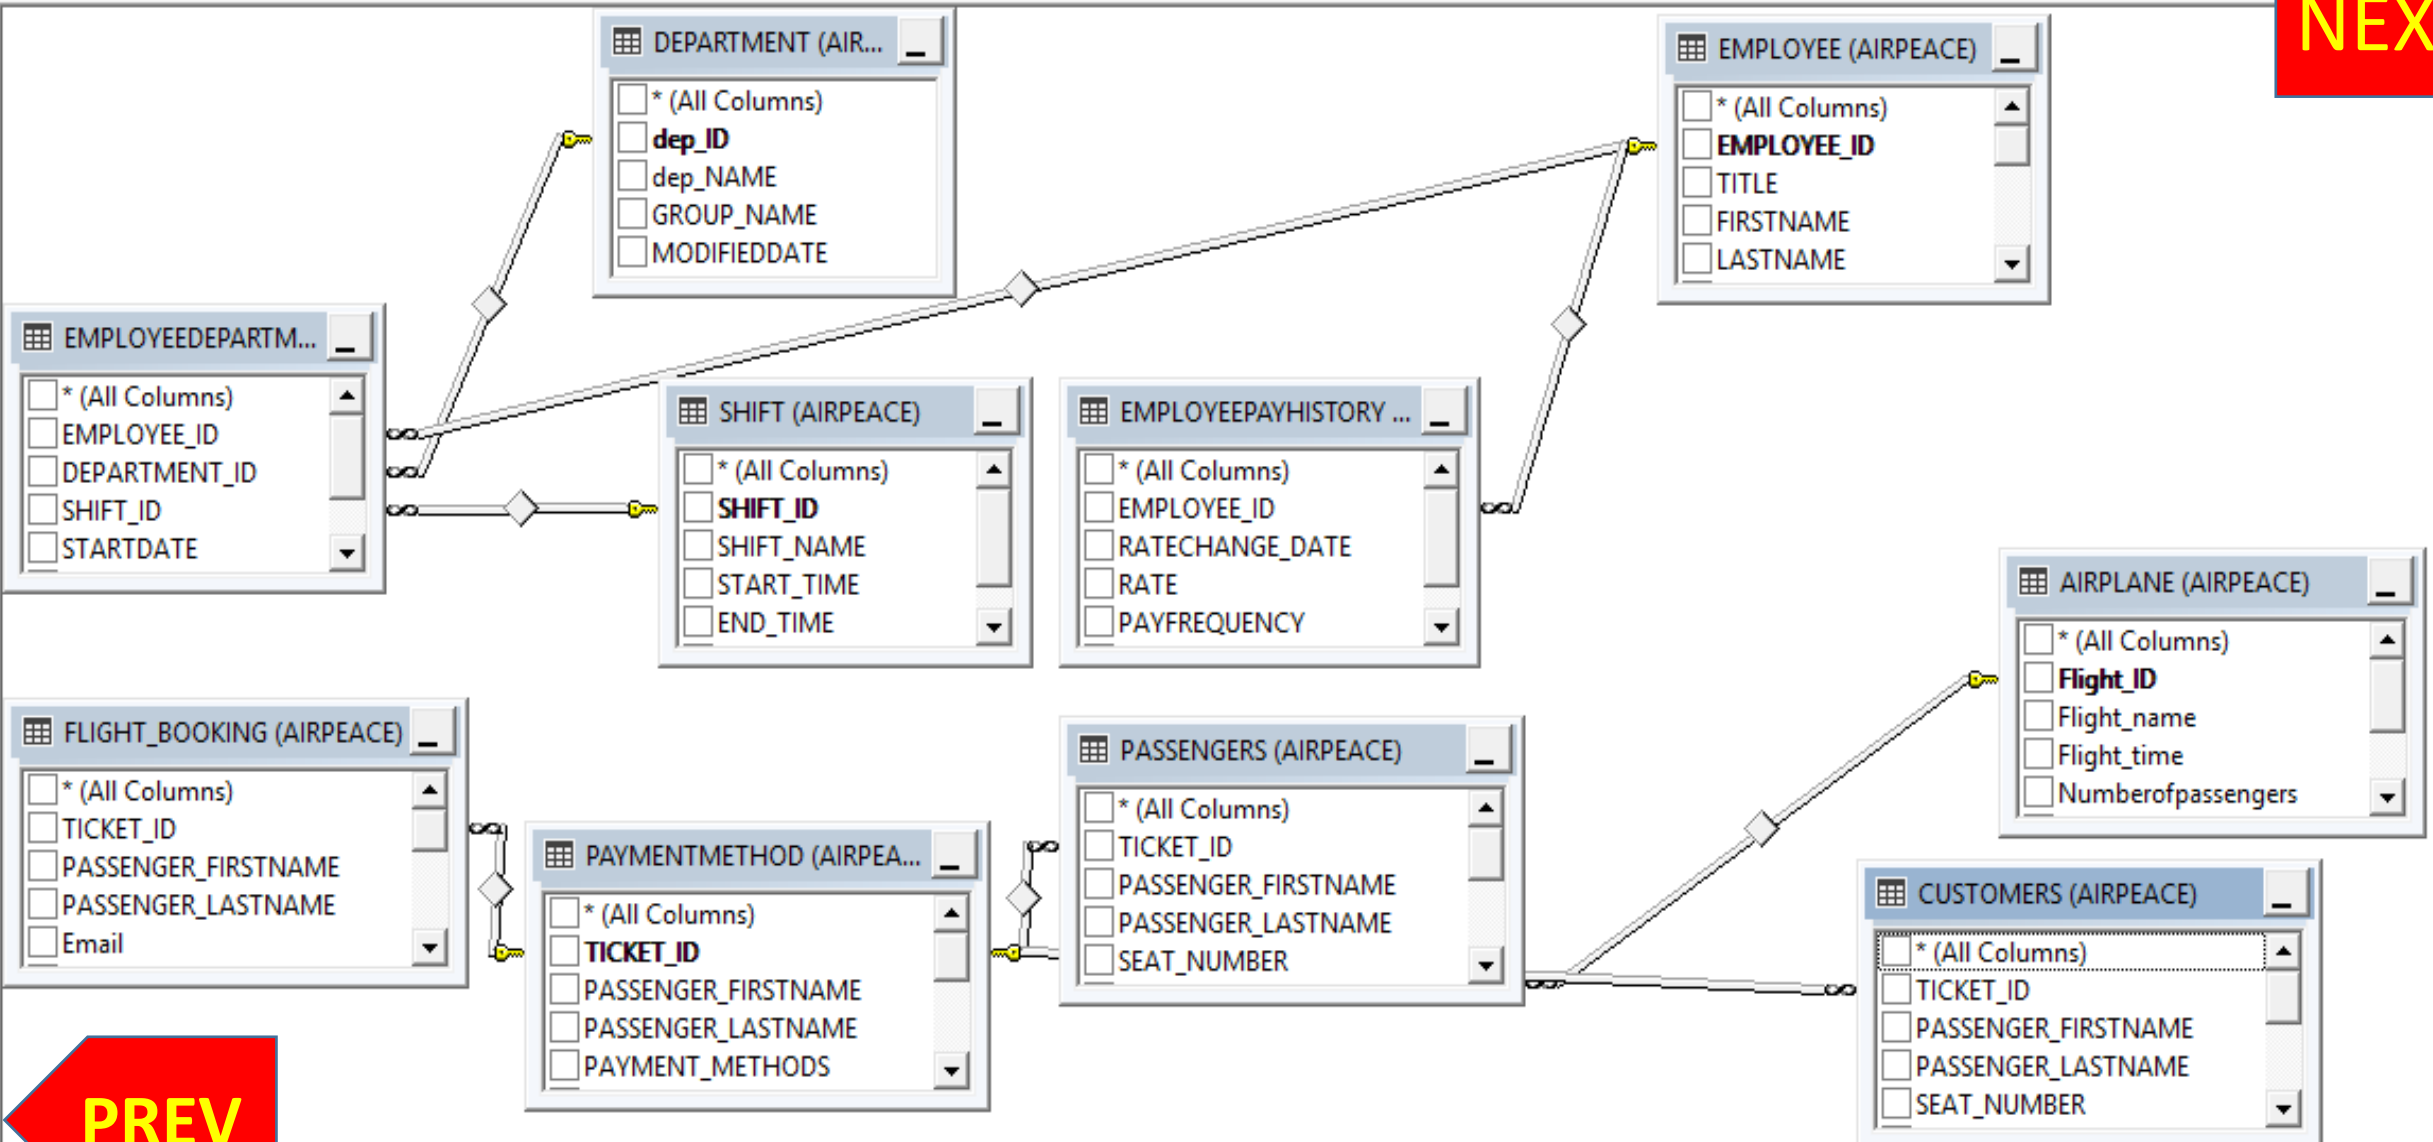 NEX
DEPARTMENT (AIR...
* (All Columns)
dep_ID
dep_NAME
GROUP_NAME
MODIFIEDDATE
EMPLOYEE (AIRPEACE)
* (All Columns)
EMPLOYEE_ID
TITLE
FIRSTNAME
LASTNAME
EMPLOYEEDEPARTM...
* (All Columns)
EMPLOYEE_ID
DEPARTMENT_ID
SHIFT_ID
STARTDATE
SHIFT (AIRPEACE)
* (All Columns)
SHIFT_ID
SHIFT_NAME
START_TIME
END_TIME
EMPLOYEEPAYHISTORY ...
* (All Columns)
EMPLOYEE_ID
RATECHANGE_DATE
RATE
PAYFREQUENCY
AIRPLANE (AIRPEACE)
* (All Columns)
Flight_ID
Flight_name
Flight_time
Numberofpassengers
FLIGHT_BOOKING (AIRPEACE)
* (All Columns)
TICKET_ID
PASSENGER_FIRSTNAME
PASSENGER_LASTNAME
Email
PAYMENTMETHOD (AIRPEA...
* (All Columns)
TICKET_ID
PASSENGER_FIRSTNAME
PASSENGER_LASTNAME
PAYMENT_METHODS
PASSENGERS (AIRPEACE)
* (All Columns)
TICKET_ID
PASSENGER_FIRSTNAME
PASSENGER_LASTNAME
SEAT_NUMBER
CUSTOMERS (AIRPEACE)
* (All Columns)
TICKET_ID
PASSENGER_FIRSTNAME
PASSENGER_LASTNAME
SEAT_NUMBER
PREV